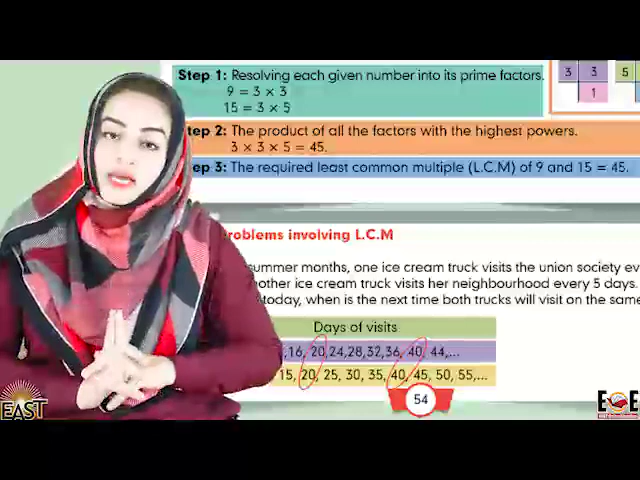 Step 1: Resolving each given number into its prime factors.
9 = 3 × 3
15 = 3 × 5
tep 2: The product of all the factors with the highest powers.
3 × 3 × 5 = 45.
tep 3: The required least common multiple (L.C.M) of 9 and 15 = 45.
3 3 5
1
roblems involving L.C.M
summer months, one ice cream truck visits the union society ev
nother ice cream truck visits her neighbourhood every 5 days.
today, when is the next time both trucks will visit on the same
Days of visits
,16, 20,24,28,32,36, 40, 44,...
15, 20, 25, 30, 35, 40, 45, 50, 55,...
54
EAST